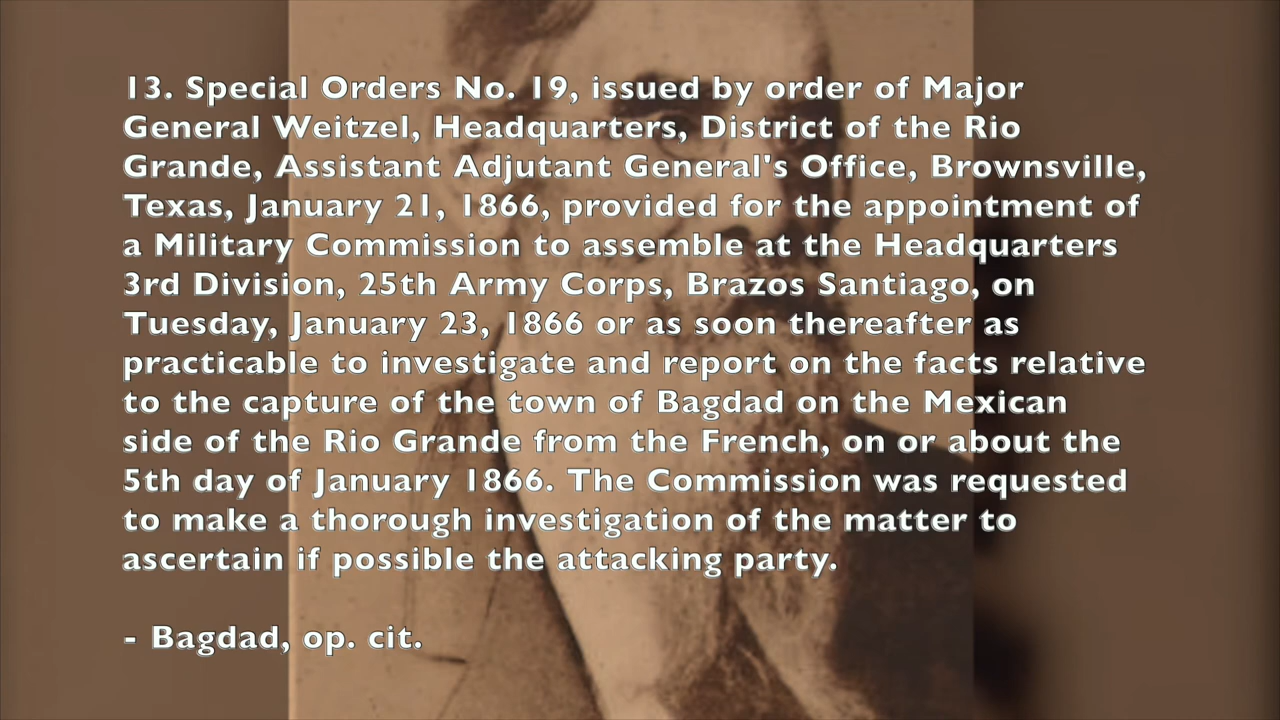 13. Special Orders No. 19, issued by order of Major
General Weitzel, Headquarters, District of the Rio
Grande, Assistant Adjutant General's Office, Brownsville,
Texas, January 21, 1866, provided for the appointment of
a Military Commission to assemble at the Headquarters
3rd Division, 25th Army Corps, Brazos Santiago, on
Tuesday, January 23, 1866 or as soon thereafter as
practicable to investigate and report on the facts relative
to the capture of the town of Bagdad on the Mexican
side of the Rio Grande from the French, on or about the
5th day of January 1866. The Commission was requested
to make a thorough investigation of the matter to
ascertain if possible the attacking party.
- Bagdad, op. cit.